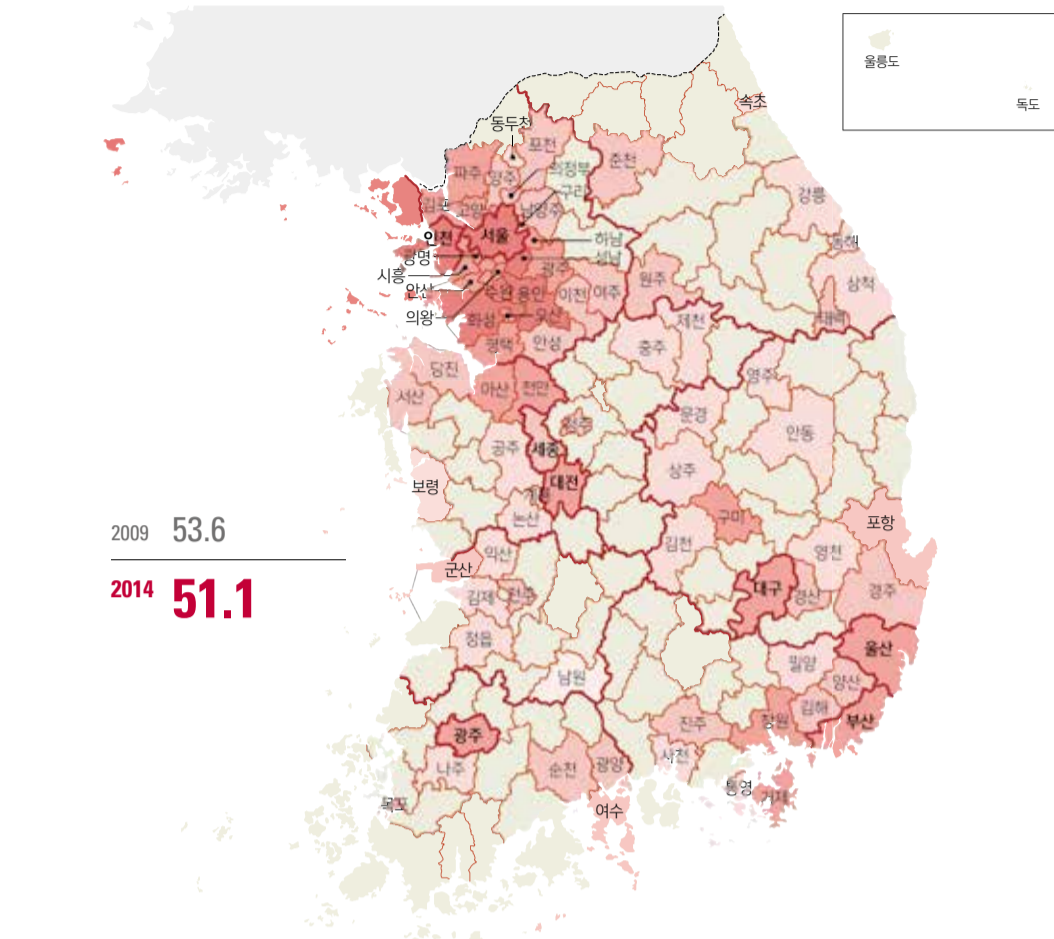 울릉도
독도
속초
동두천
포천
춘천
의정부
파주
양주
구리
강릉
김포
고양
남양주
인천
서울
하남
동해
광명
성남
시흥
광주
삼척
안산
수원
용인
이천
여주
원주
의왕
화성
오산
태백
제천
평택
안성
충주
당진
영주
아산
천안
서산
문경
청주
안동
공주
세종
상주
보령
대전
계룡
논산
구미
포항
2009 53.6
김천
영천
익산
군산
2014 51.1
대구
경산
경주
김제
전주
정읍
울산
밀양
남원
양산
진주
창원
김해
부산
광주
사천
나주
순천
광양
통영
거제
목포
여수